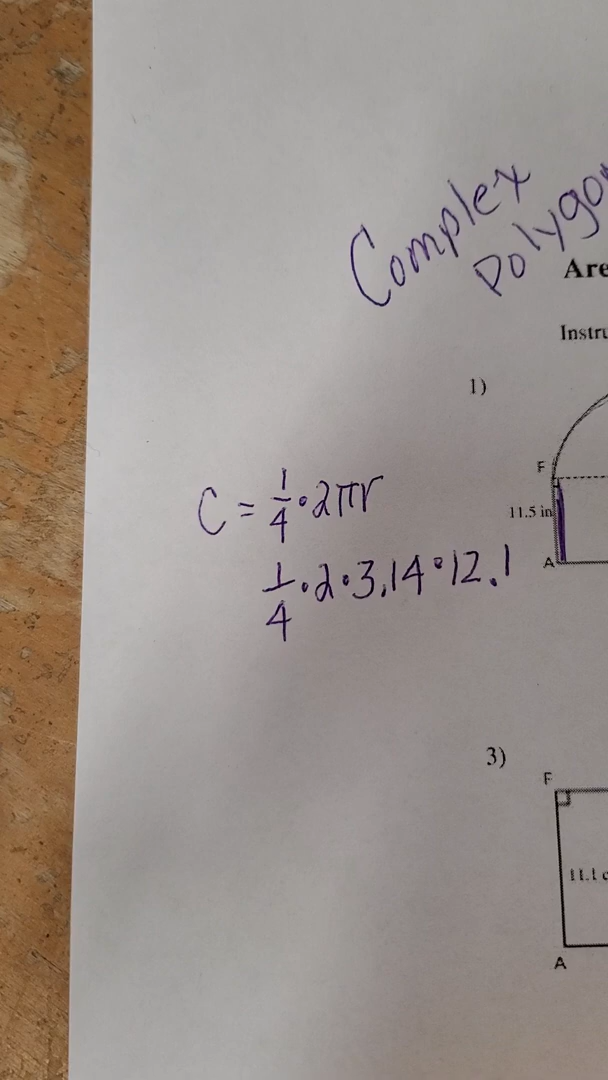 Complex
Polygo
Are
Instru
1)
F
11.5 in
A
C = 1/4 • 2πr
1/4 • 2 • 3.14 • 12.1
3)
F
11.1 c
A